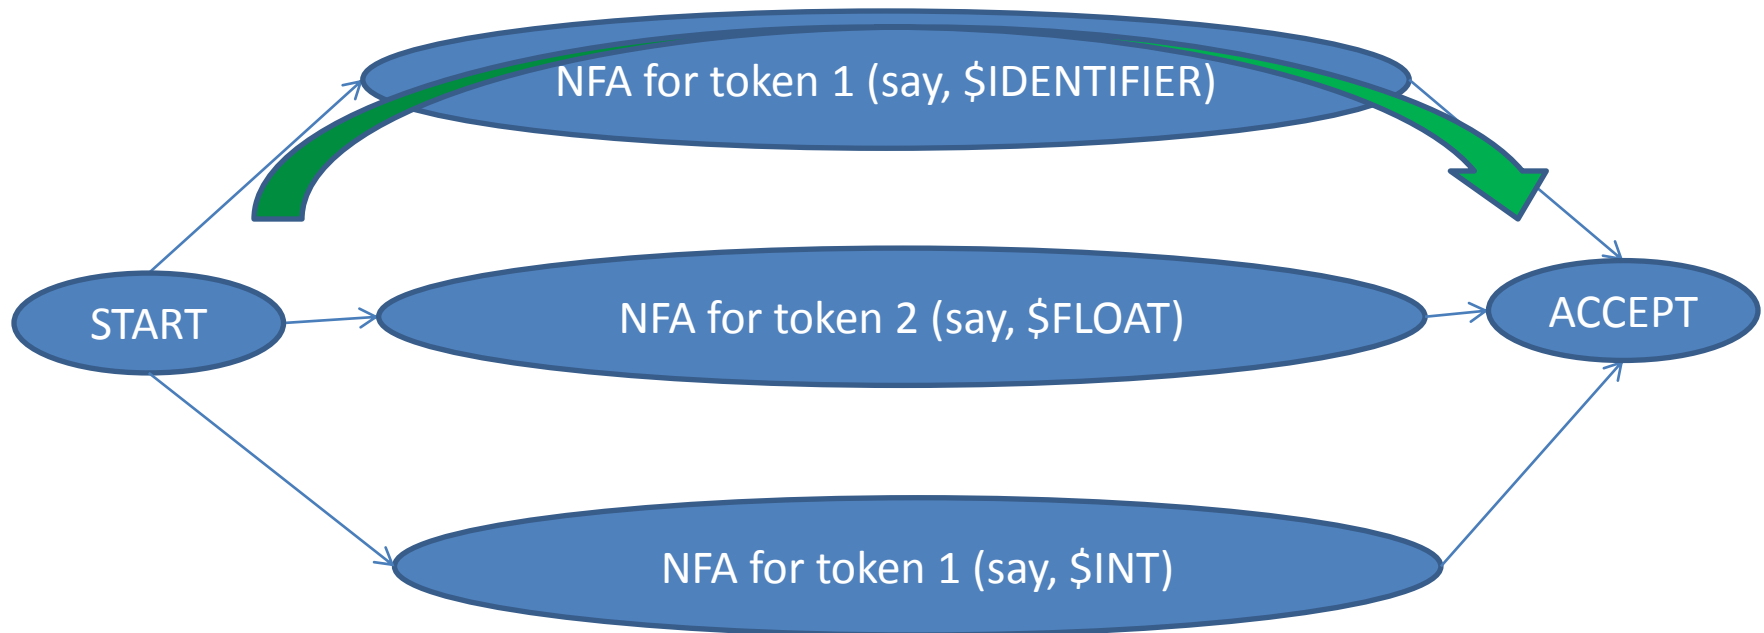 NFA for token 1 (say, $IDENTIFIER)
START
NFA for token 2 (say, $FLOAT)
ACCEPT
NFA for token 1 (say, $INT)